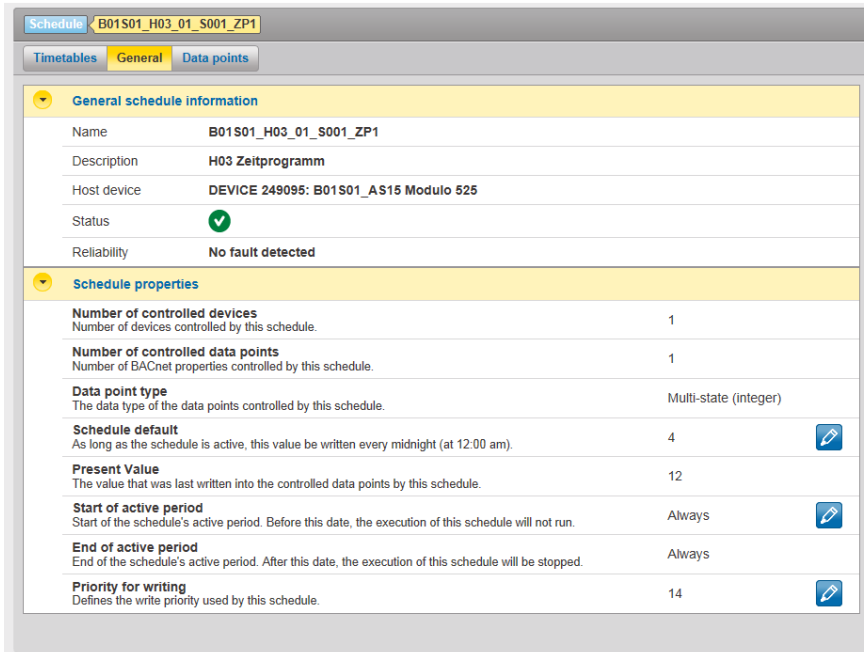 Schedule B01S01_H03_01_S001_ZP1
Timetables General Data points
General schedule information
Name B01S01_H03_01_S001_ZP1
Description H03 Zeitprogramm
Host device DEVICE 249095: B01S01_AS15 Modulo 525
Status
Reliability No fault detected
Schedule properties
Number of controlled devices
Number of devices controlled by this schedule.
1
Number of controlled data points
Number of BACnet properties controlled by this schedule.
1
Data point type
The data type of the data points controlled by this schedule.
Multi-state (integer)
Schedule default
As long as the schedule is active, this value be written every midnight (at 12:00 am).
4
Present Value
The value that was last written into the controlled data points by this schedule.
12
Start of active period
Start of the schedule's active period. Before this date, the execution of this schedule will not run.
Always
End of active period
End of the schedule's active period. After this date, the execution of this schedule will be stopped.
Always
Priority for writing
Defines the write priority used by this schedule.
14